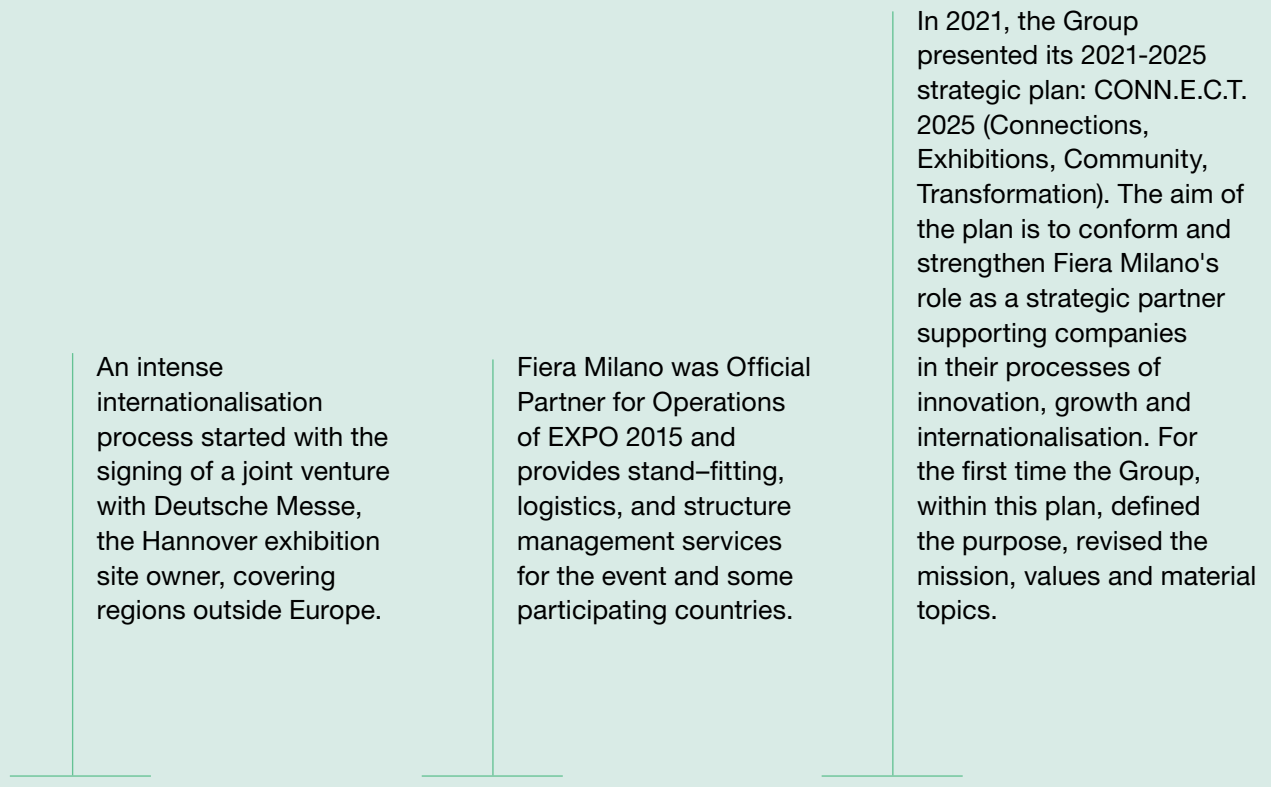 An intense
internationalisation
process started with the
signing of a joint venture
with Deutsche Messe,
the Hannover exhibition
site owner, covering
regions outside Europe.
Fiera Milano was Official
Partner for Operations
of EXPO 2015 and
provides stand–fitting,
logistics, and structure
management services
for the event and some
participating countries.
In 2021, the Group
presented its 2021-2025
strategic plan: CONN.E.C.T.
2025 (Connections,
Exhibitions, Community,
Transformation). The aim of
the plan is to conform and
strengthen Fiera Milano's
role as a strategic partner
supporting companies
in their processes of
innovation, growth and
internationalisation. For
the first time the Group,
within this plan, defined
the purpose, revised the
mission, values and material
topics.